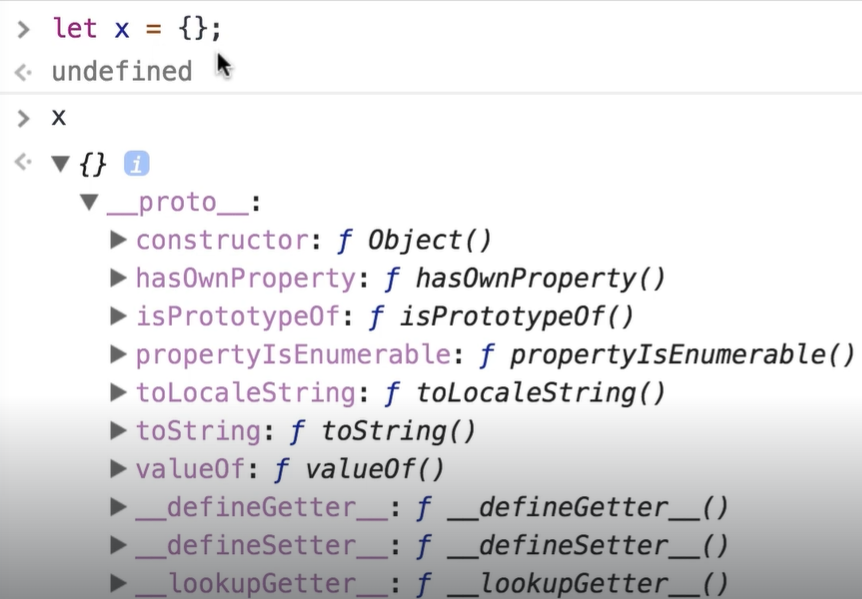 > let x = {};
<· undefined
> x
<· ▼ {} i
▼ __proto__:
▶ constructor: ƒ Object()
▶ hasOwnProperty: ƒ hasOwnProperty()
▶ isPrototypeOf: ƒ isPrototypeOf()
▶ propertyIsEnumerable: ƒ propertyIsEnumerable()
▶ toLocaleString: ƒ toLocaleString()
▶ toString: ƒ toString()
▶ valueOf: ƒ valueOf()
▶ __defineGetter__: ƒ __defineGetter__()
▶ __defineSetter__: ƒ __defineSetter__()
▶ __lookupGetter__: ƒ __lookupGetter__()